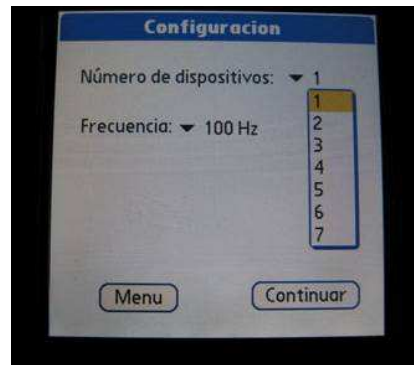 Configuracion
Número de dispositivos: 1
1
Frecuencia: 100 Hz
2
3
4
5
6
7
Menu Continuar